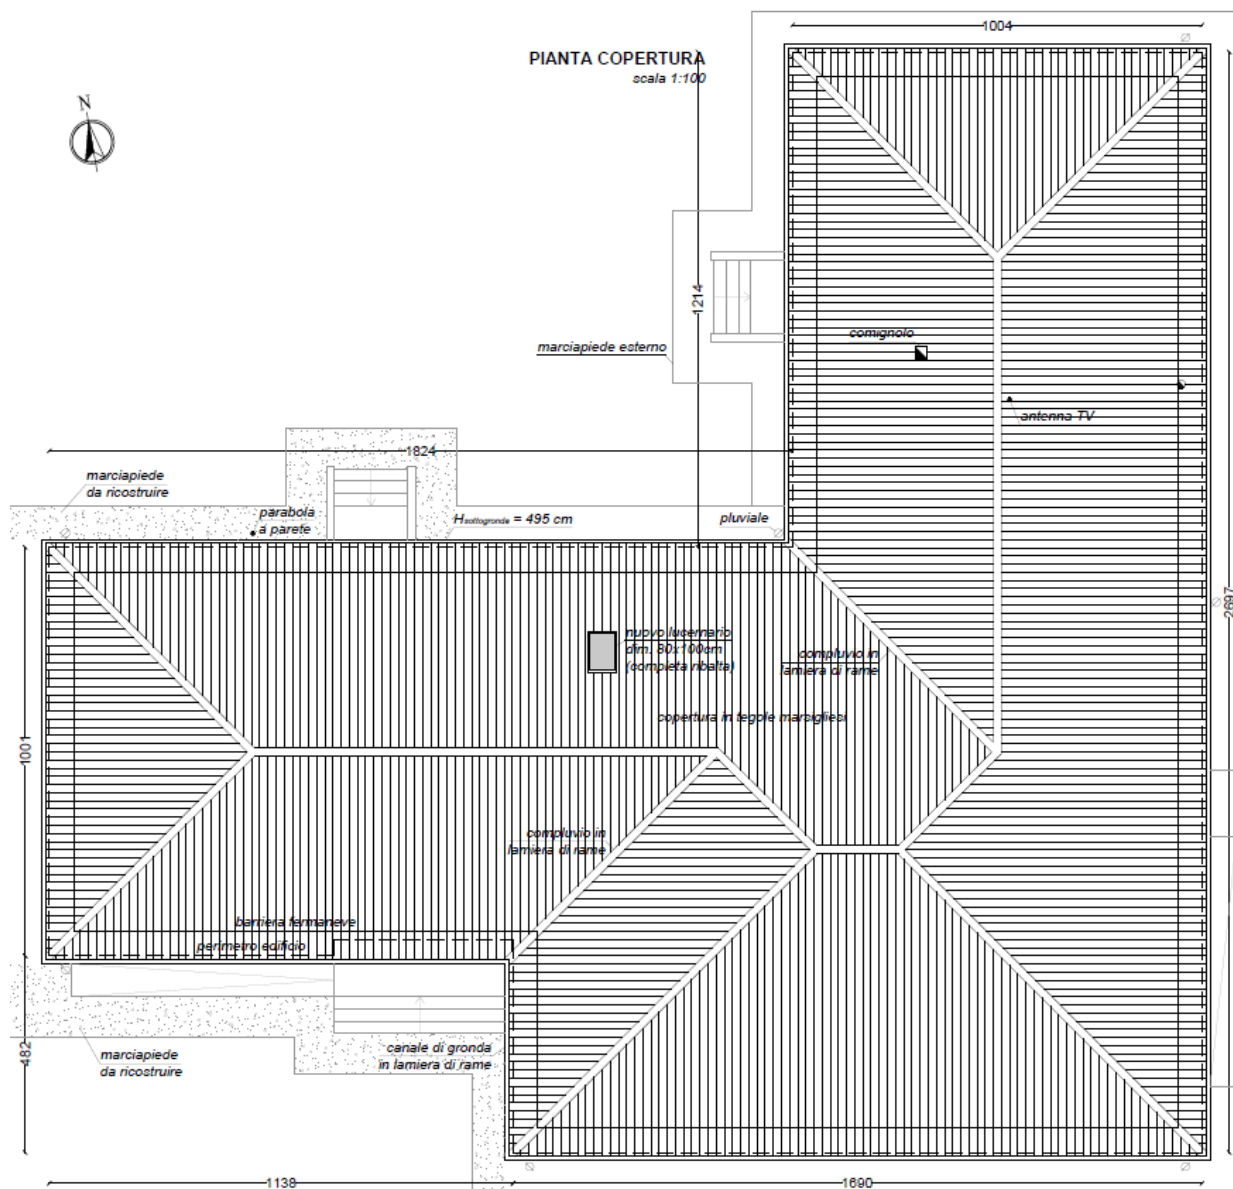 1004
PIANTA COPERTURA
scala 1:100
N
1214
comignolo
marciapiede esterno
antenna TV
1824
marciapiede
da ricostruire
parabola
a parete
Hsottogronda = 495 cm
pluviale
2697
nuovo lucernario
dim. 80x100cm
(completa ribalta)
compluvio in
lamiera di rame
copertura in tegole marsigliesi
1001
compluvio in
lamiera di rame
barriera fermaneve
perimetro edificio
482
marciapiede
da ricostruire
canale di gronda
in lamiera di rame
1138
1690